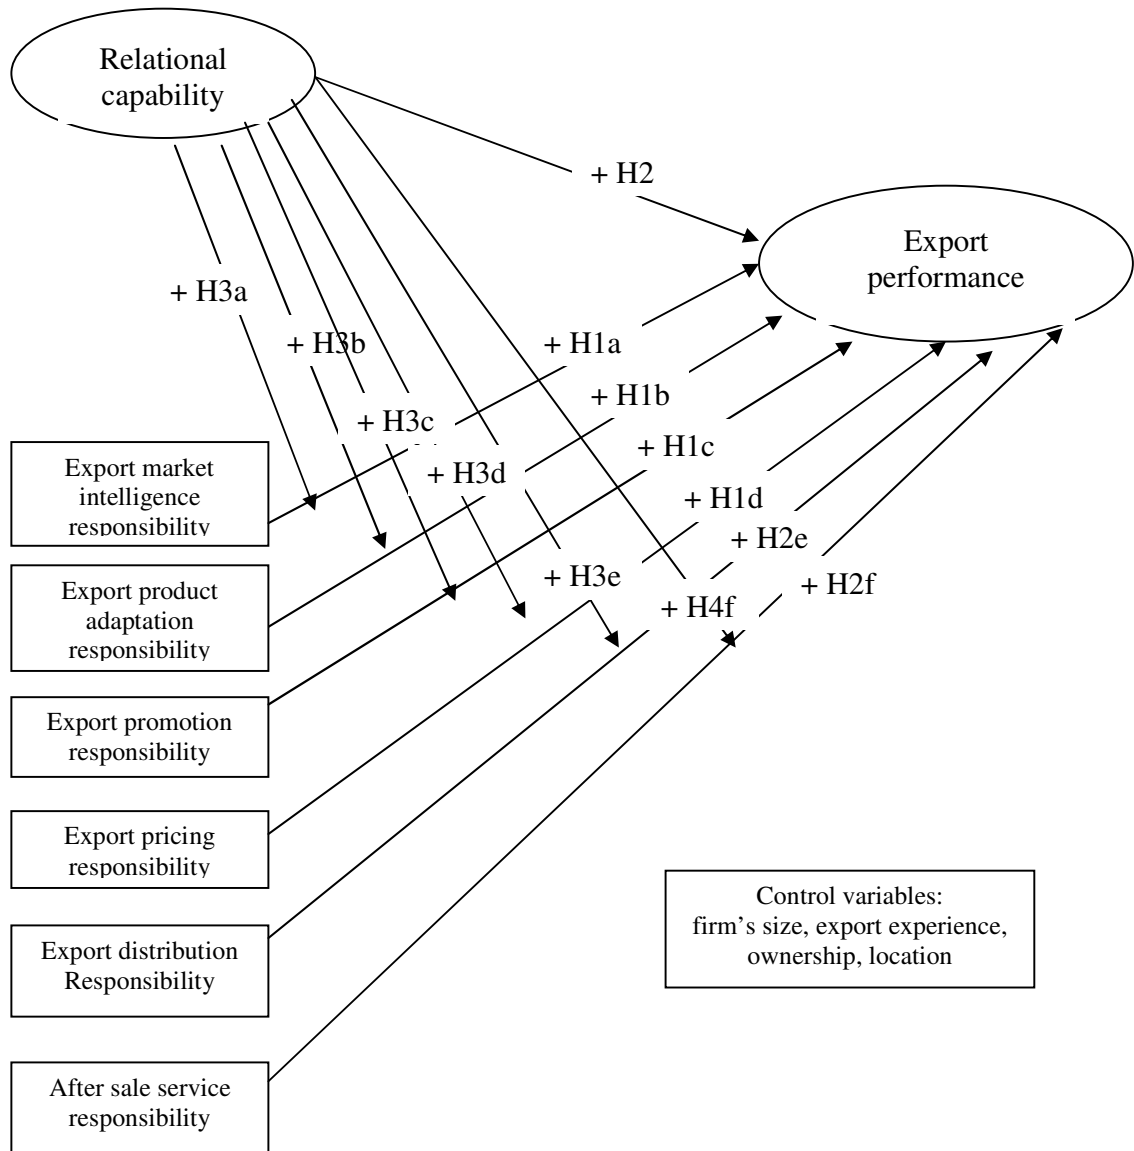 Relational
capability
+ H2
Export
performance
+ H3a
+ H3b
+ H1a
+ H1b
+ H3c
+ H1c
+ H3d
+ H1d
+ H2e
+ H3e
+ H2f
+ H4f
Export market
intelligence
responsibility
Export product
adaptation
responsibility
Export promotion
responsibility
Export pricing
responsibility
Export distribution
Responsibility
After sale service
responsibility
Control variables:
firm’s size, export experience,
ownership, location